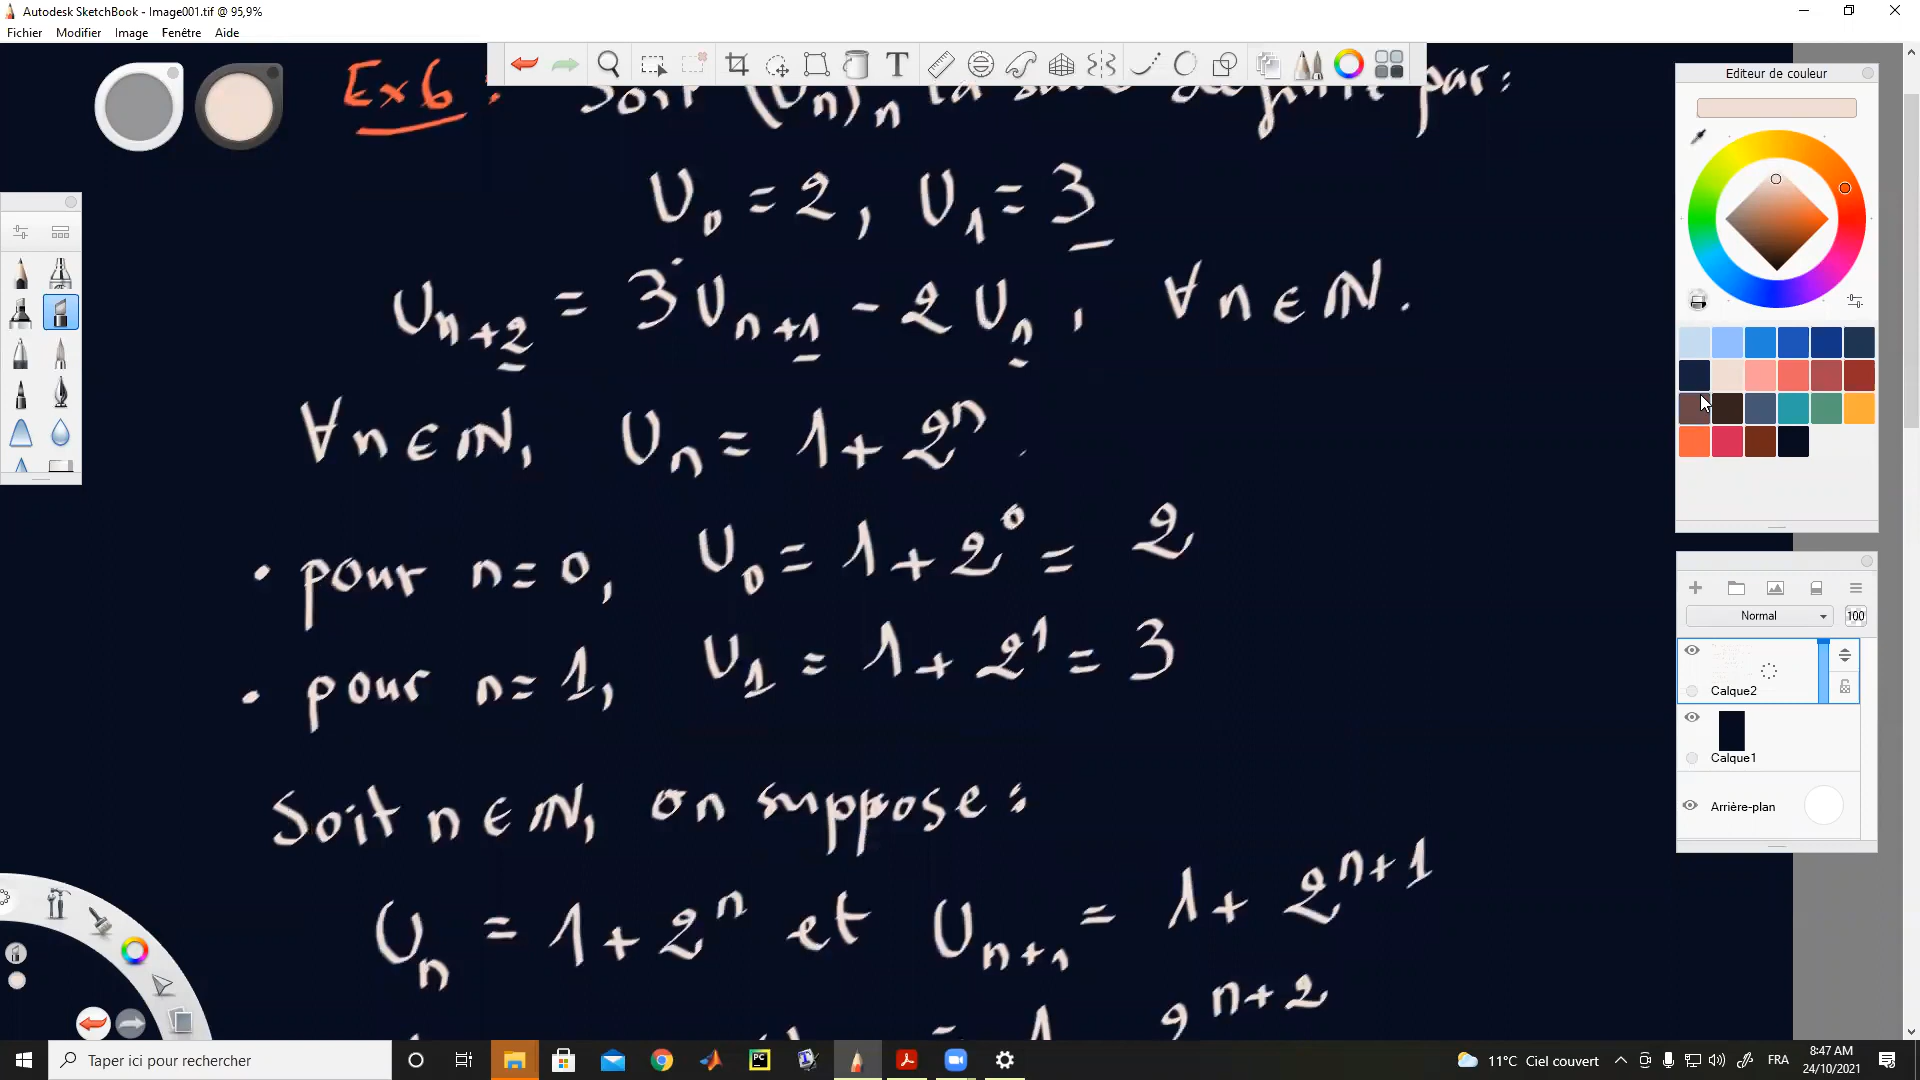 Autodesk SketchBook - Image001.tif @ 95,9%
Fichier Modifier Image Fenêtre Aide
Editeur de couleur
Ex6 : Soit (Un)n la suite définie par:
U0 = 2, U1 = 3
Un+2 = 3Un+1 - 2Un, ∀n∈ℕ.
∀n∈ℕ, Un = 1+2^n.
• pour n=0, U0 = 1+2^0 = 2
• pour n=1, U1 = 1+2^1 = 3
Soit n∈ℕ, on suppose:
Un = 1+2^n et Un+1 = 1+2^n+1
2^n+2
Normal 100
Calque2
Calque1
Arrière-plan
Taper ici pour rechercher
11°C Ciel couvert
FRA
8:47 AM
24/10/2021